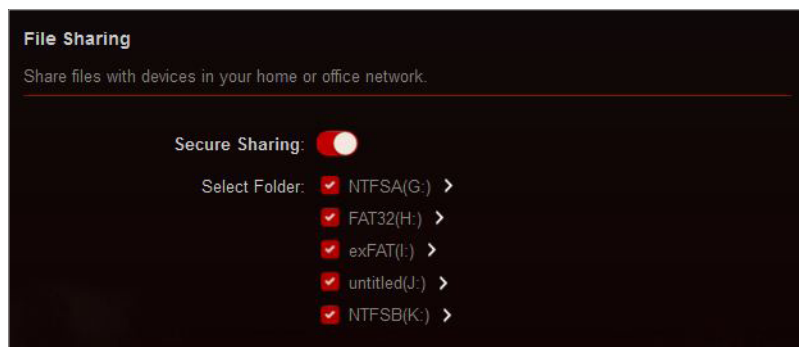 File Sharing
Share files with devices in your home or office network.
Secure Sharing:
Select Folder: NTFSA(G:)
FAT32(H:)
exFAT(I:)
untitled(J:)
NTFSB(K:)